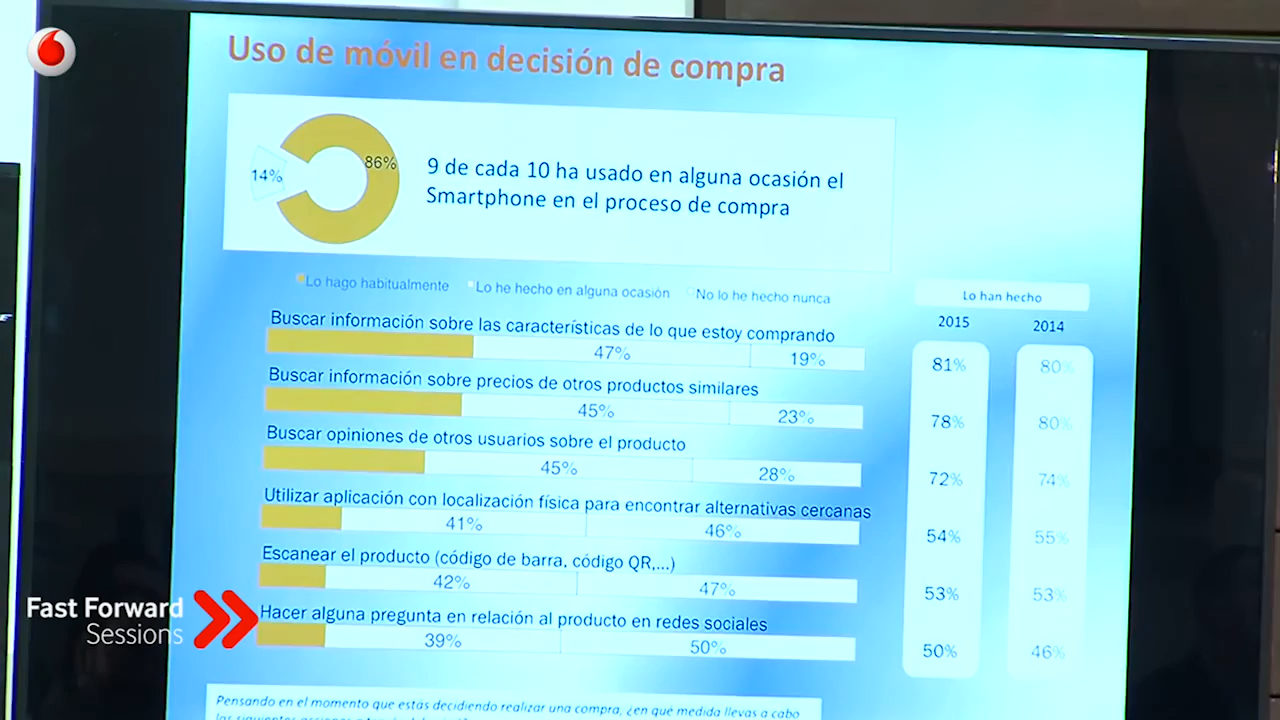 Uso de móvil en decisión de compra
86%
14%
9 de cada 10 ha usado en alguna ocasión el
Smartphone en el proceso de compra
Lo hago habitualmente Lo he hecho en alguna ocasión No lo he hecho nunca
Lo han hecho
2015 2014
Buscar información sobre las características de lo que estoy comprando
47% 19% 81% 80%
Buscar información sobre precios de otros productos similares
45% 23% 78% 80%
Buscar opiniones de otros usuarios sobre el producto
45% 28% 72% 74%
Utilizar aplicación con localización física para encontrar alternativas cercanas
41% 46% 54% 55%
Escanear el producto (código de barra, código QR,...)
42% 47% 53% 53%
Hacer alguna pregunta en relación al producto en redes sociales
39% 50% 50% 46%
Pensando en el momento que estás decidiendo realizar una compra, ¿en qué medida llevas a cabo
Fast Forward
Sessions